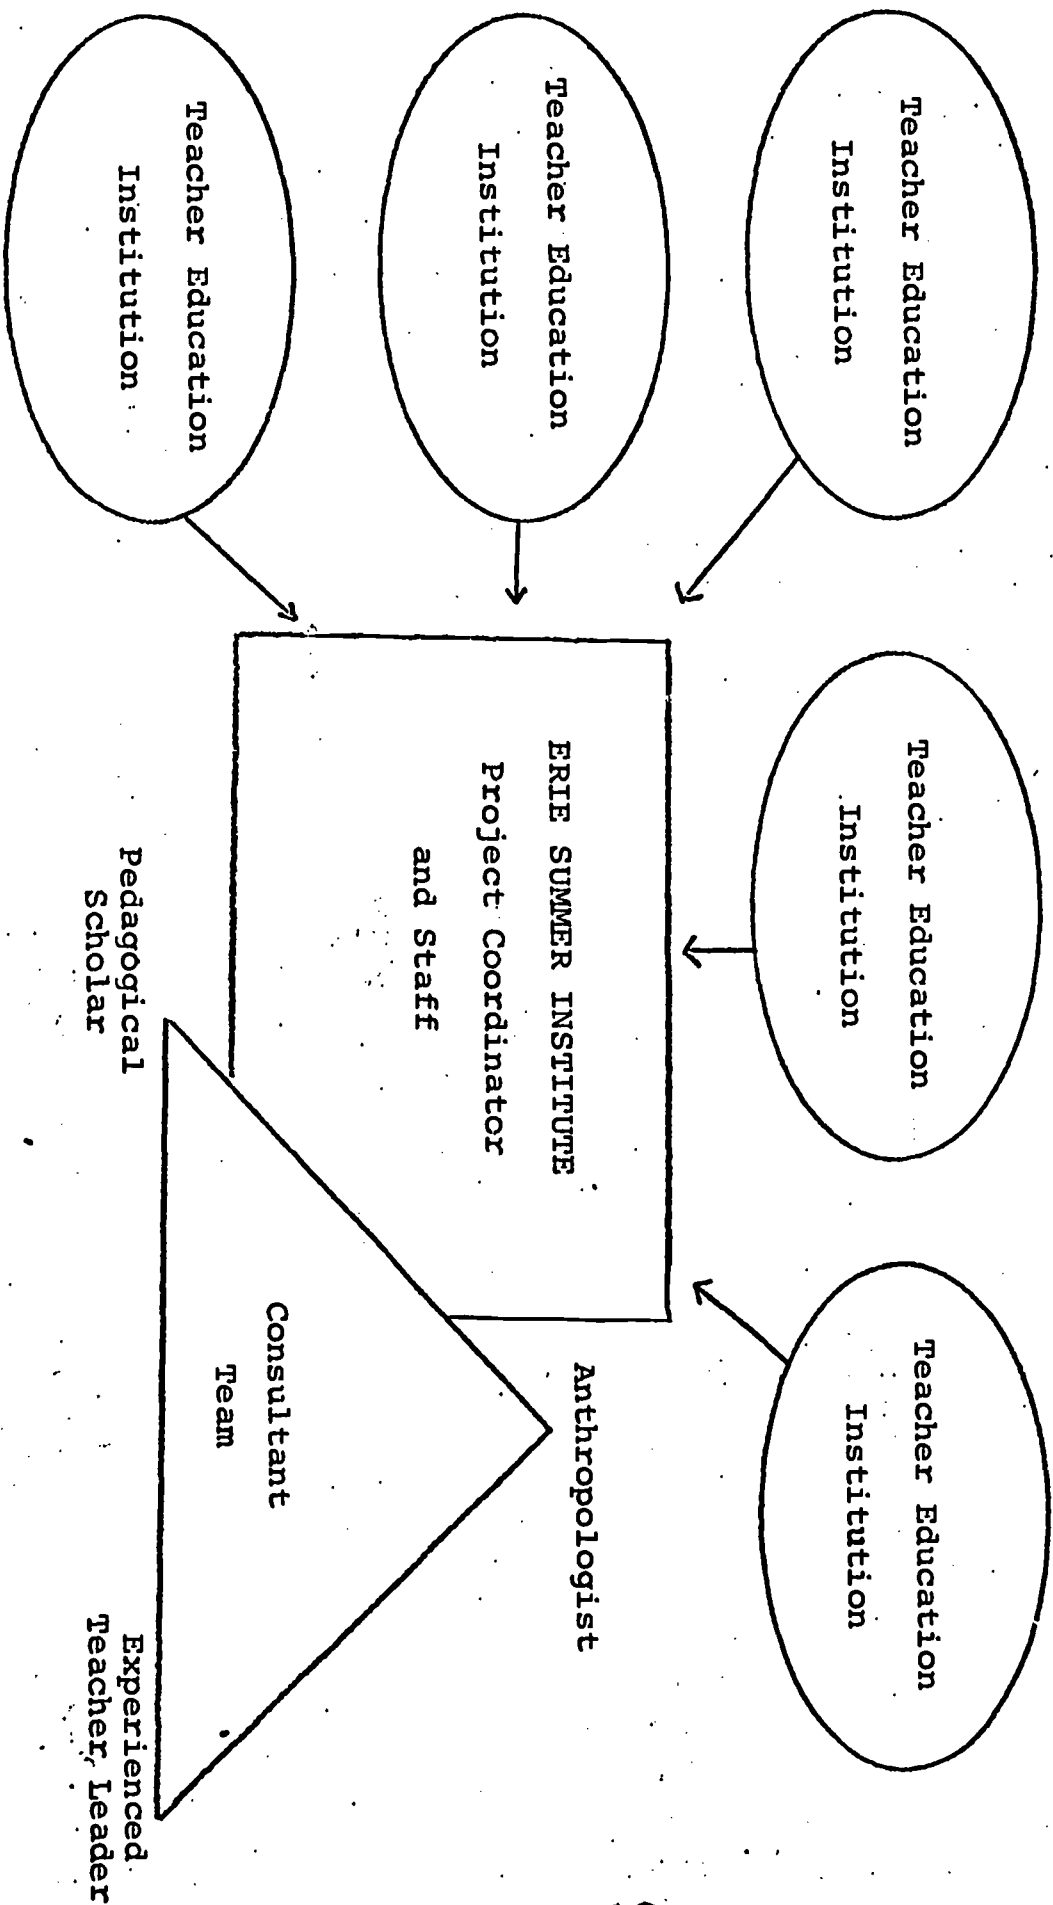 Teacher Education
Institution
Teacher Education
Institution
Teacher Education
Institution
Teacher Education
Institution
Teacher Education
Institution
ERIE SUMMER INSTITUTE
Project Coordinator
and Staff
Anthropologist
Consultant
Team
Pedagogical
Scholar
Experienced
Teacher Leader